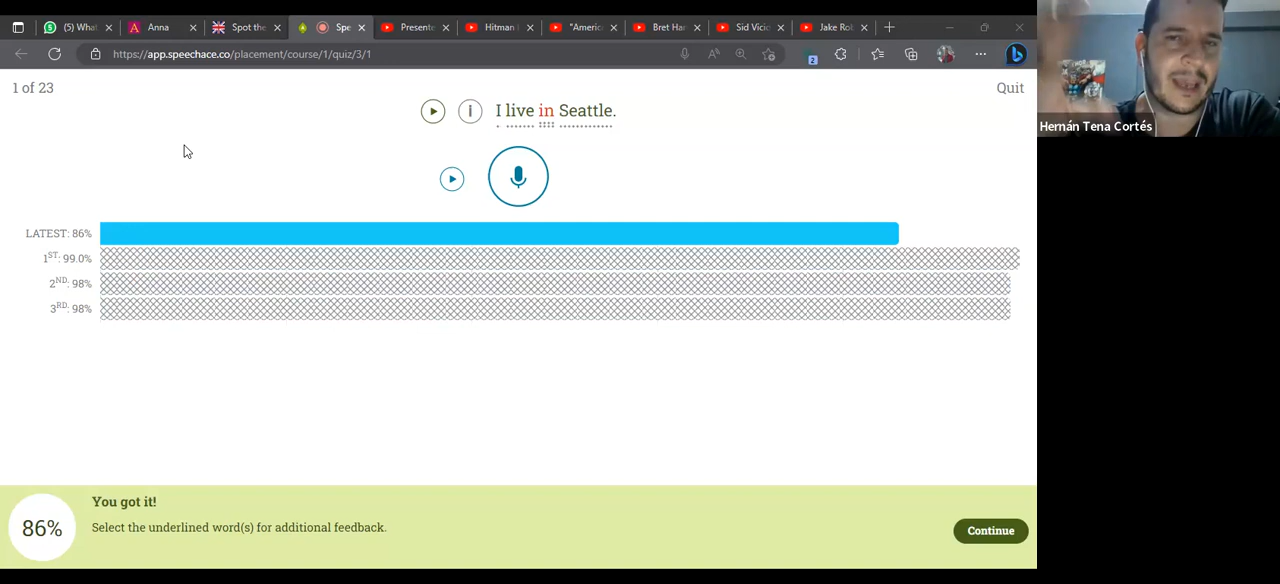 (5) What
Anna
Spot the
Spe
Presente
Hitman
"Americ
Bret Har
Sid Vicio
Jake Rob
https://app.speechace.co/placement/course/1/quiz/3/1
2
1 of 23
Quit
I live in Seattle.
LATEST: 86%
1ST: 99.0%
2ND: 98%
3RD: 98%
You got it!
86%
Select the underlined word(s) for additional feedback.
Continue
Hernán Tena Cortés